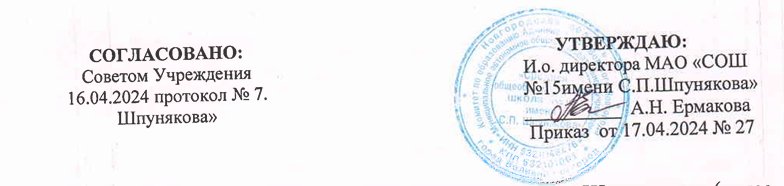 СОГЛАСОВАНО:
Советом Учреждения
16.04.2024 протокол № 7.
Шпунякова»
УТВЕРЖДАЮ:
И.о. директора МАО «СОШ
№15имени С.П.Шпунякова»
А.Н. Ермакова
Приказ от 17.04.2024 № 27